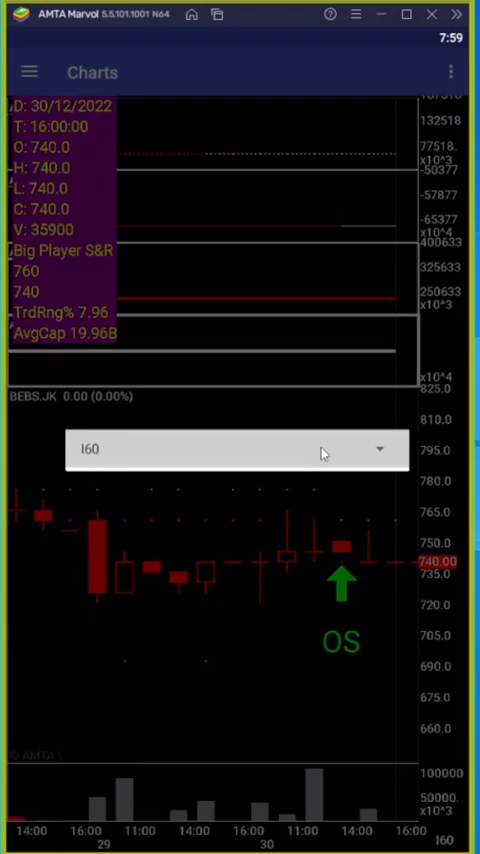 AMTA Marvol 5.5.101.1001 N64
7:59
Charts
D: 30/12/2022
T: 16:00:00
O: 740.0
H: 740.0
L: 740.0
C: 740.0
V: 35900
Big Player S&R
760
740
TrdRng% 7.96
AvgCap 19.96B
132518
77518.
x10^3
-50377
-57877
-65377
x10^4
400633
325633
250633
x10^3
x10^4
825.0
BEBS.JK 0.00 (0.00%)
810.0
I60
795.0
780.0
765.0
750.0
740.00
735.0
720.0
OS
705.0
690.0
675.0
660.0
© AMTA \
100000
50000.
x10^3
14:00 16:00 11:00 14:00 16:00 11:00 14:00 16:00
29 30 I60